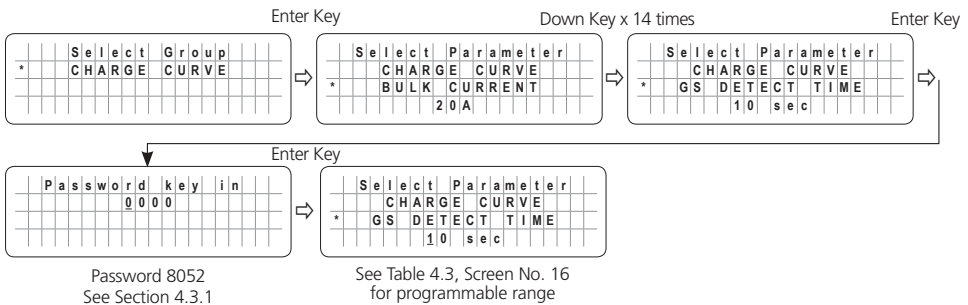 Enter Key
Down Key x 14 times
Enter Key
Select Group
* CHARGE CURVE
Select Parameter
CHARGE CURVE
* BULK CURRENT
20A
Select Parameter
CHARGE CURVE
* GS DETECT TIME
10 sec
Enter Key
Password key in
0000
Select Parameter
CHARGE CURVE
* GS DETECT TIME
10 sec
Password 8052
See Section 4.3.1
See Table 4.3, Screen No. 16
for programmable range